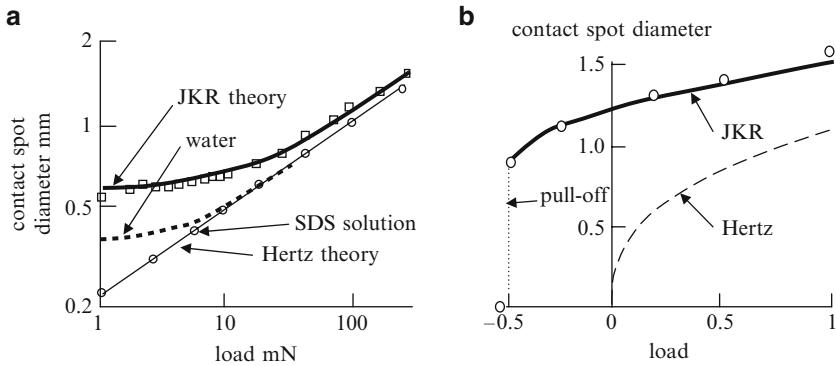 a
2
JKR theory
1
water
contact spot
diameter mm
0.5
SDS solution
Hertz theory
0.2
1
10
100
load mN
b
contact spot diameter
1.5
JKR
1.0
pull-off
0.5
Hertz
−0.5
0
0.5
1
load